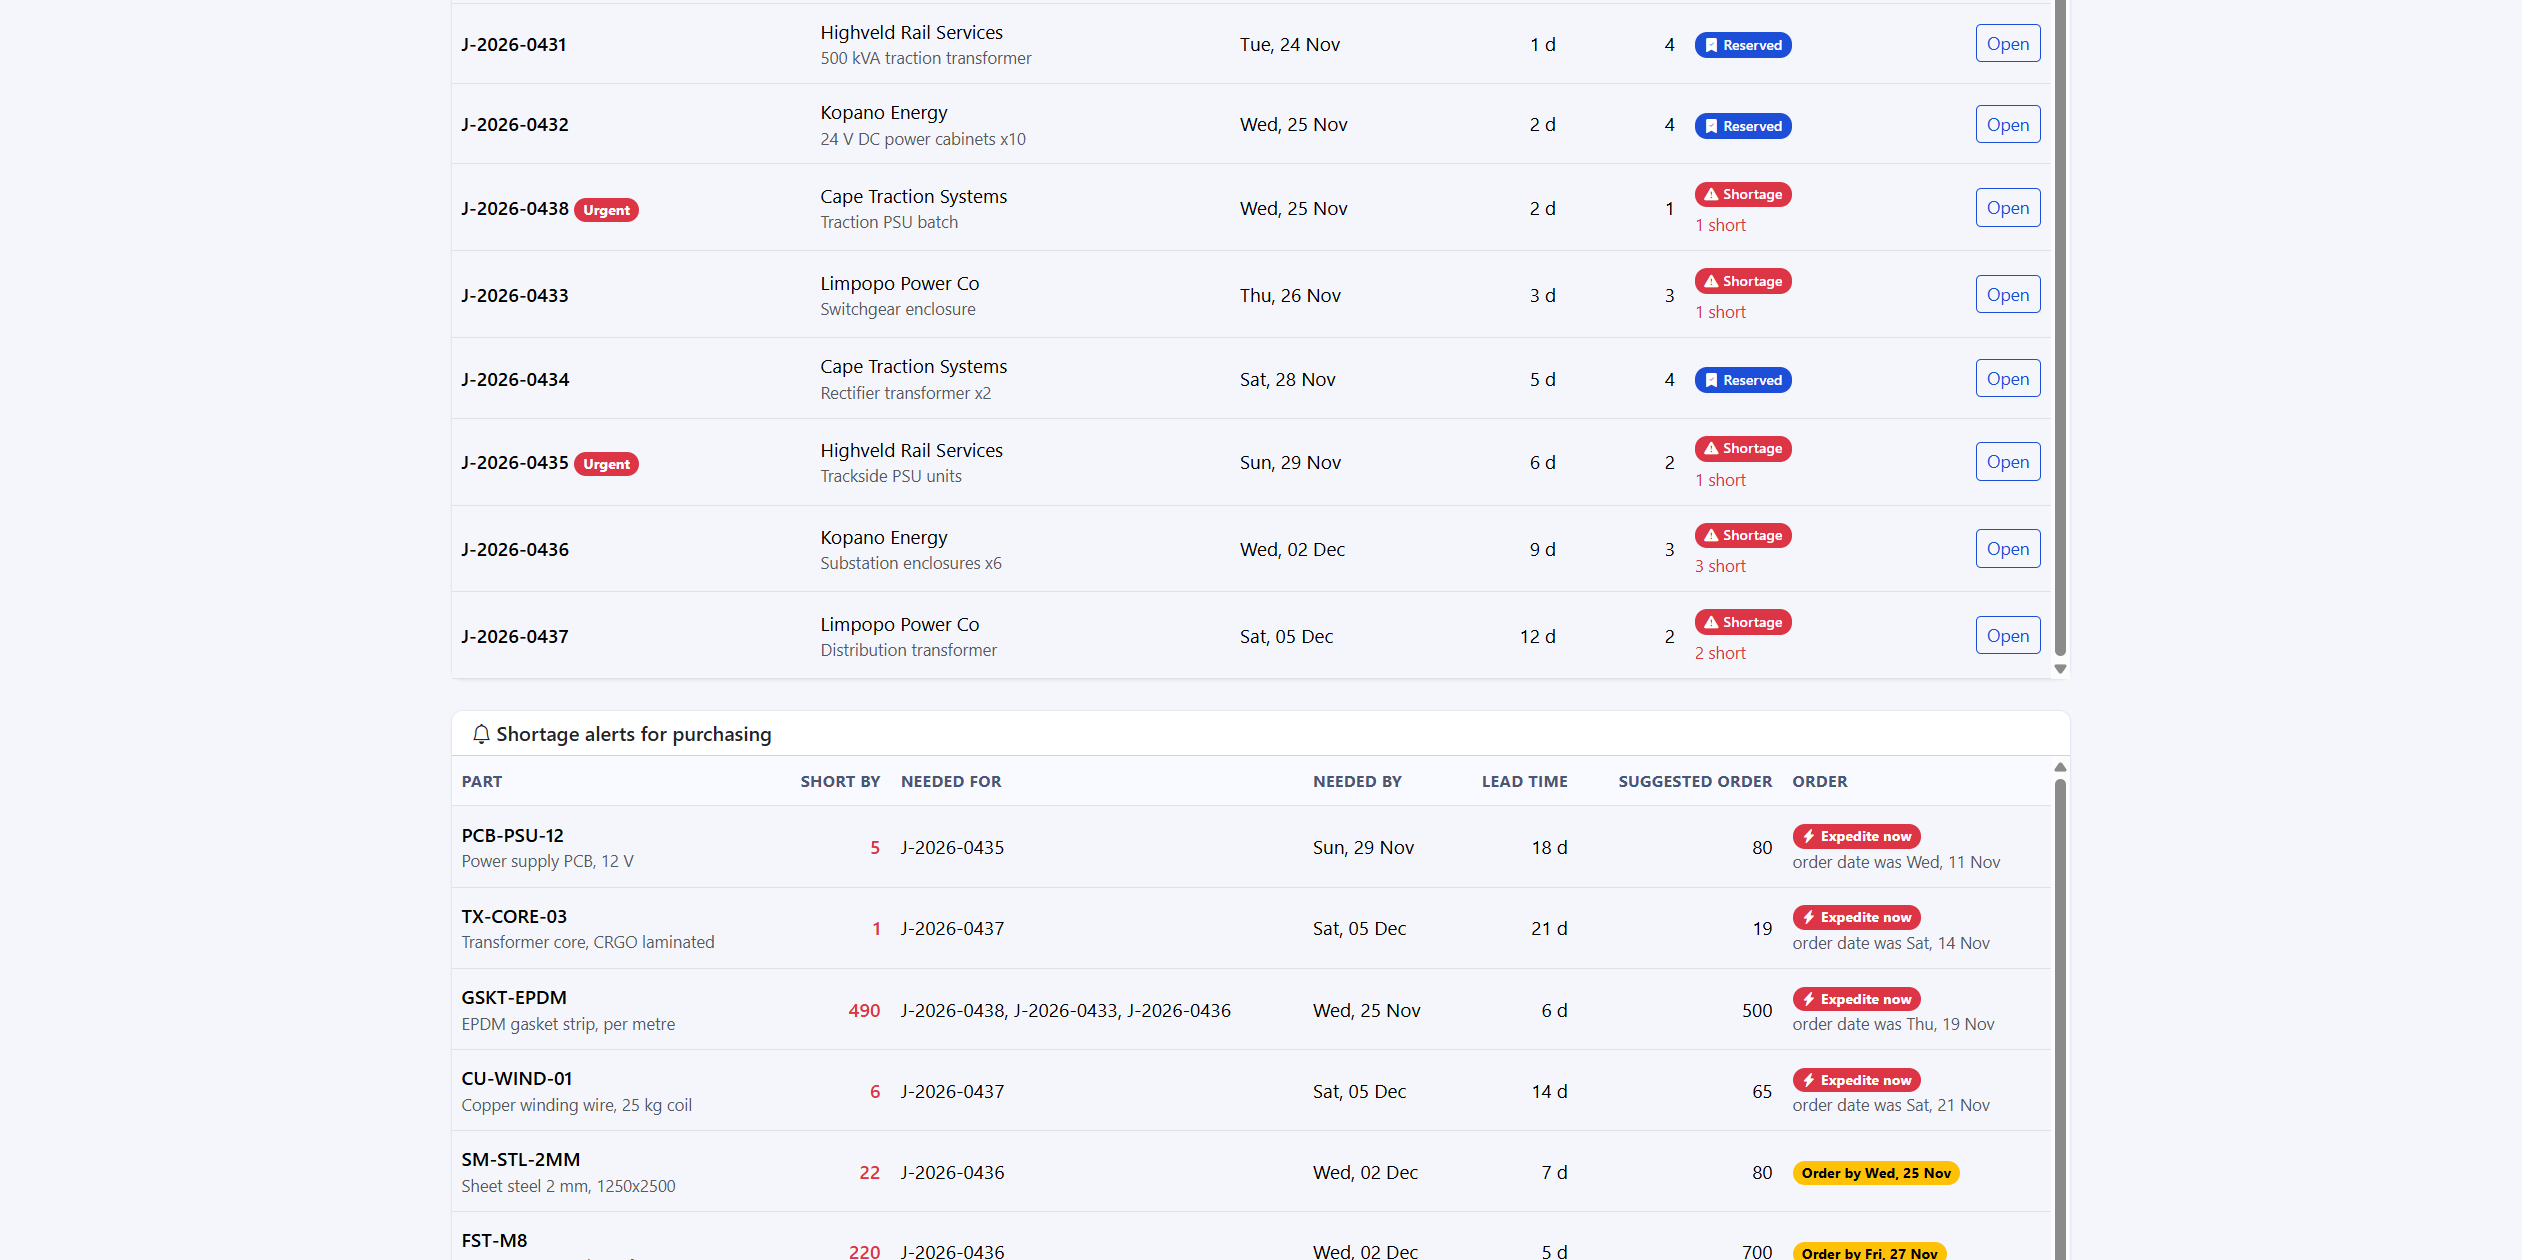 J-2026-0431 Highveld Rail Services Tue, 24 Nov 1 d 4 Reserved Open
500 kVA traction transformer
J-2026-0432 Kopano Energy Wed, 25 Nov 2 d 4 Reserved Open
24 V DC power cabinets x10
J-2026-0438 Urgent Cape Traction Systems Wed, 25 Nov 2 d 1 Shortage Open
Traction PSU batch 1 short
J-2026-0433 Limpopo Power Co Thu, 26 Nov 3 d 3 Shortage Open
Switchgear enclosure 1 short
J-2026-0434 Cape Traction Systems Sat, 28 Nov 5 d 4 Reserved Open
Rectifier transformer x2
J-2026-0435 Urgent Highveld Rail Services Sun, 29 Nov 6 d 2 Shortage Open
Trackside PSU units 1 short
J-2026-0436 Kopano Energy Wed, 02 Dec 9 d 3 Shortage Open
Substation enclosures x6 3 short
J-2026-0437 Limpopo Power Co Sat, 05 Dec 12 d 2 Shortage Open
Distribution transformer 2 short
Shortage alerts for purchasing
PART SHORT BY NEEDED FOR NEEDED BY LEAD TIME SUGGESTED ORDER ORDER
PCB-PSU-12 5 J-2026-0435 Sun, 29 Nov 18 d 80 Expedite now
Power supply PCB, 12 V order date was Wed, 11 Nov
TX-CORE-03 1 J-2026-0437 Sat, 05 Dec 21 d 19 Expedite now
Transformer core, CRGO laminated order date was Sat, 14 Nov
GSKT-EPDM 490 J-2026-0438, J-2026-0433, J-2026-0436 Wed, 25 Nov 6 d 500 Expedite now
EPDM gasket strip, per metre order date was Thu, 19 Nov
CU-WIND-01 6 J-2026-0437 Sat, 05 Dec 14 d 65 Expedite now
Copper winding wire, 25 kg coil order date was Sat, 21 Nov
SM-STL-2MM 22 J-2026-0436 Wed, 02 Dec 7 d 80 Order by Wed, 25 Nov
Sheet steel 2 mm, 1250x2500
FST-M8 220 J-2026-0436 Wed, 02 Dec 5 d 700 Order by Fri, 27 Nov